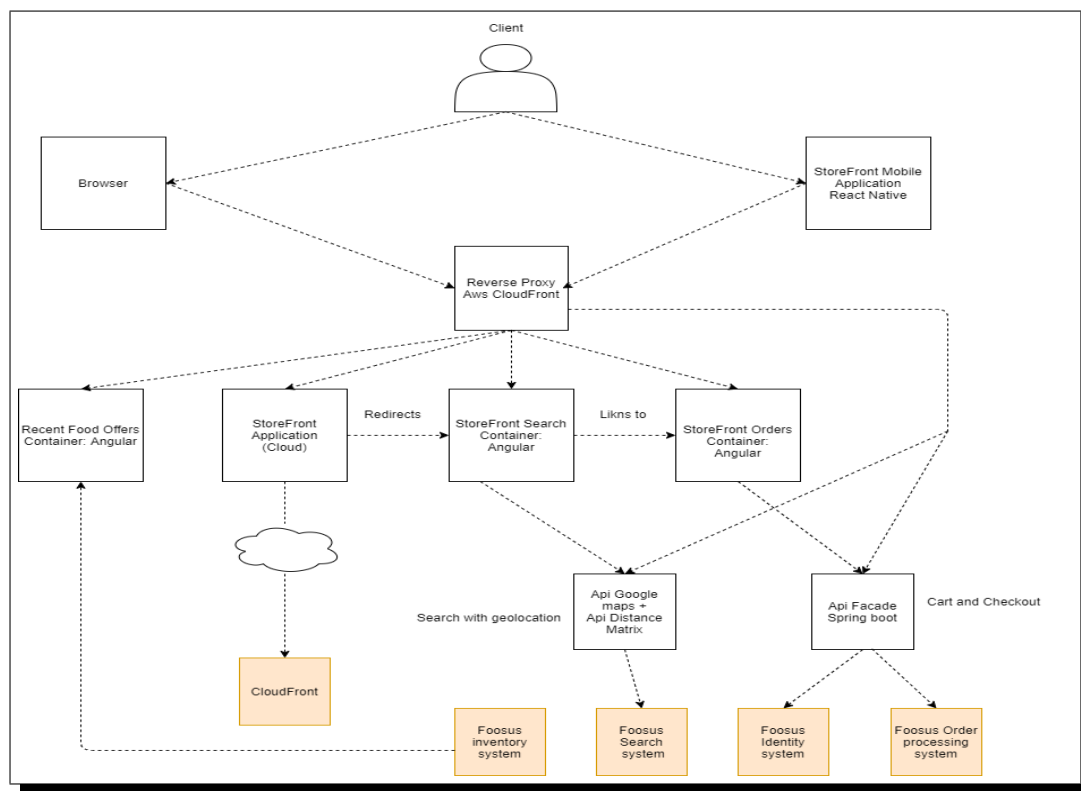 Client
Browser
StoreFront Mobile
Application
React Native
Reverse Proxy
Aws CloudFront
Recent Food Offers
Container: Angular
StoreFront
Application
(Cloud)
Redirects
StoreFront Search
Container:
Angular
Likns to
StoreFront Orders
Container:
Angular
Search with geolocation
Api Google
maps +
Api Distance
Matrix
Api Facade
Spring boot
Cart and Checkout
CloudFront
Foosus
inventory
system
Foosus
Search
system
Foosus
Identity
system
Foosus Order
processing
system